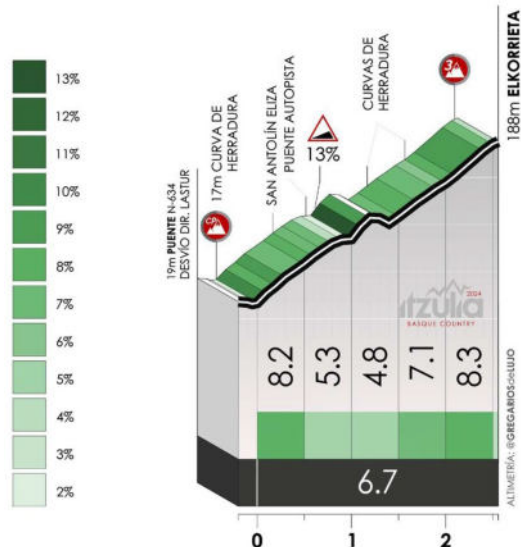 13%
12%
11%
10%
9%
8%
7%
6%
5%
4%
3%
2%
19m PUENTE N-634
DESVÍO DIR. LASTUR
CP
17m CURVA DE
HERRADURA
SAN ANTOLÍN ELIZA
PUENTE AUTOPISTA
13%
CURVAS DE
HERRADURA
3
188m ELKORRIETA
2024
itzulia
BASQUE COUNTRY
8.2
5.3
4.8
7.1
8.3
6.7
0
1
2
ALTIMETRÍA: @GREGARIOSdeLUJO